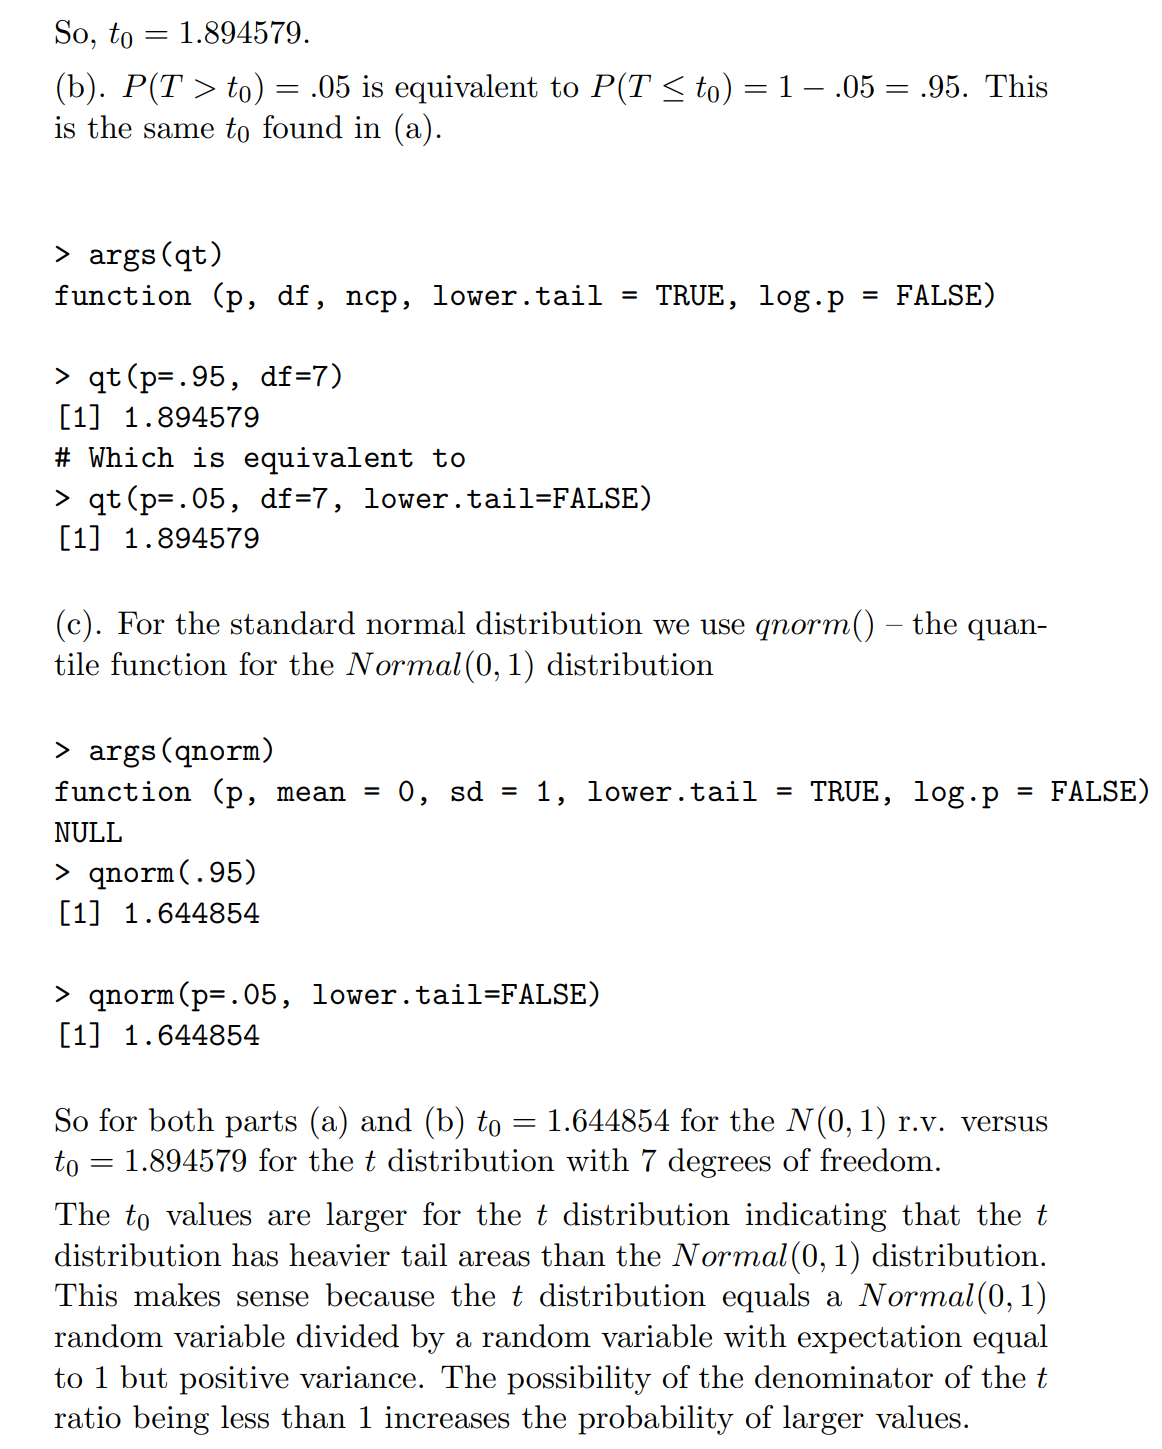 So, t₀ = 1.894579.
(b). P(T > t₀) = .05 is equivalent to P(T ≤ t₀) = 1 − .05 = .95. This
is the same t₀ found in (a).
> args(qt)
function (p, df, ncp, lower.tail = TRUE, log.p = FALSE)
> qt(p=.95, df=7)
[1] 1.894579
# Which is equivalent to
> qt(p=.05, df=7, lower.tail=FALSE)
[1] 1.894579
(c). For the standard normal distribution we use qnorm() – the quan-
tile function for the Normal(0, 1) distribution
> args(qnorm)
function (p, mean = 0, sd = 1, lower.tail = TRUE, log.p = FALSE)
NULL
> qnorm(.95)
[1] 1.644854
> qnorm(p=.05, lower.tail=FALSE)
[1] 1.644854
So for both parts (a) and (b) t₀ = 1.644854 for the N(0, 1) r.v. versus
t₀ = 1.894579 for the t distribution with 7 degrees of freedom.
The t₀ values are larger for the t distribution indicating that the t
distribution has heavier tail areas than the Normal(0, 1) distribution.
This makes sense because the t distribution equals a Normal(0, 1)
random variable divided by a random variable with expectation equal
to 1 but positive variance. The possibility of the denominator of the t
ratio being less than 1 increases the probability of larger values.